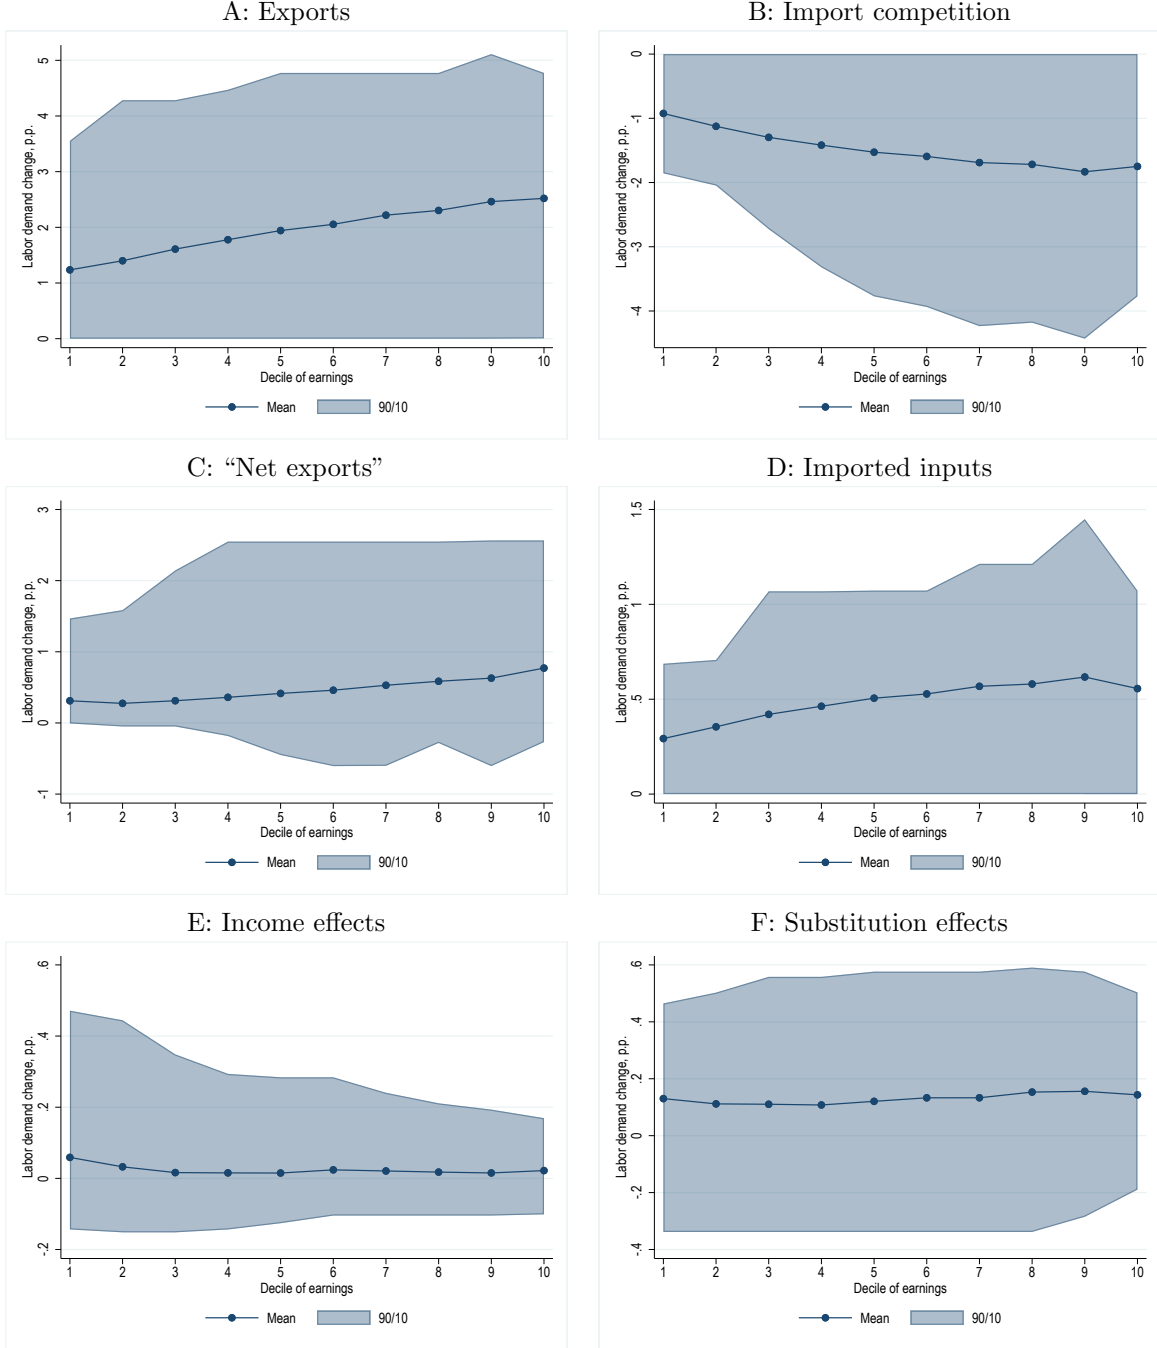 A: Exports
Labor demand change, p.p.
5
4
3
2
1
0
1 2 3 4 5 6 7 8 9 10
Decile of earnings
Mean 90/10
B: Import competition
Labor demand change, p.p.
0
-1
-2
-3
-4
1 2 3 4 5 6 7 8 9 10
Decile of earnings
Mean 90/10
C: “Net exports”
Labor demand change, p.p.
3
2
1
0
-1
1 2 3 4 5 6 7 8 9 10
Decile of earnings
Mean 90/10
D: Imported inputs
Labor demand change, p.p.
1.5
1
.5
0
1 2 3 4 5 6 7 8 9 10
Decile of earnings
Mean 90/10
E: Income effects
Labor demand change, p.p.
.6
.4
.2
0
-.2
1 2 3 4 5 6 7 8 9 10
Decile of earnings
Mean 90/10
F: Substitution effects
Labor demand change, p.p.
.6
.4
.2
0
-.2
-.4
1 2 3 4 5 6 7 8 9 10
Decile of earnings
Mean 90/10